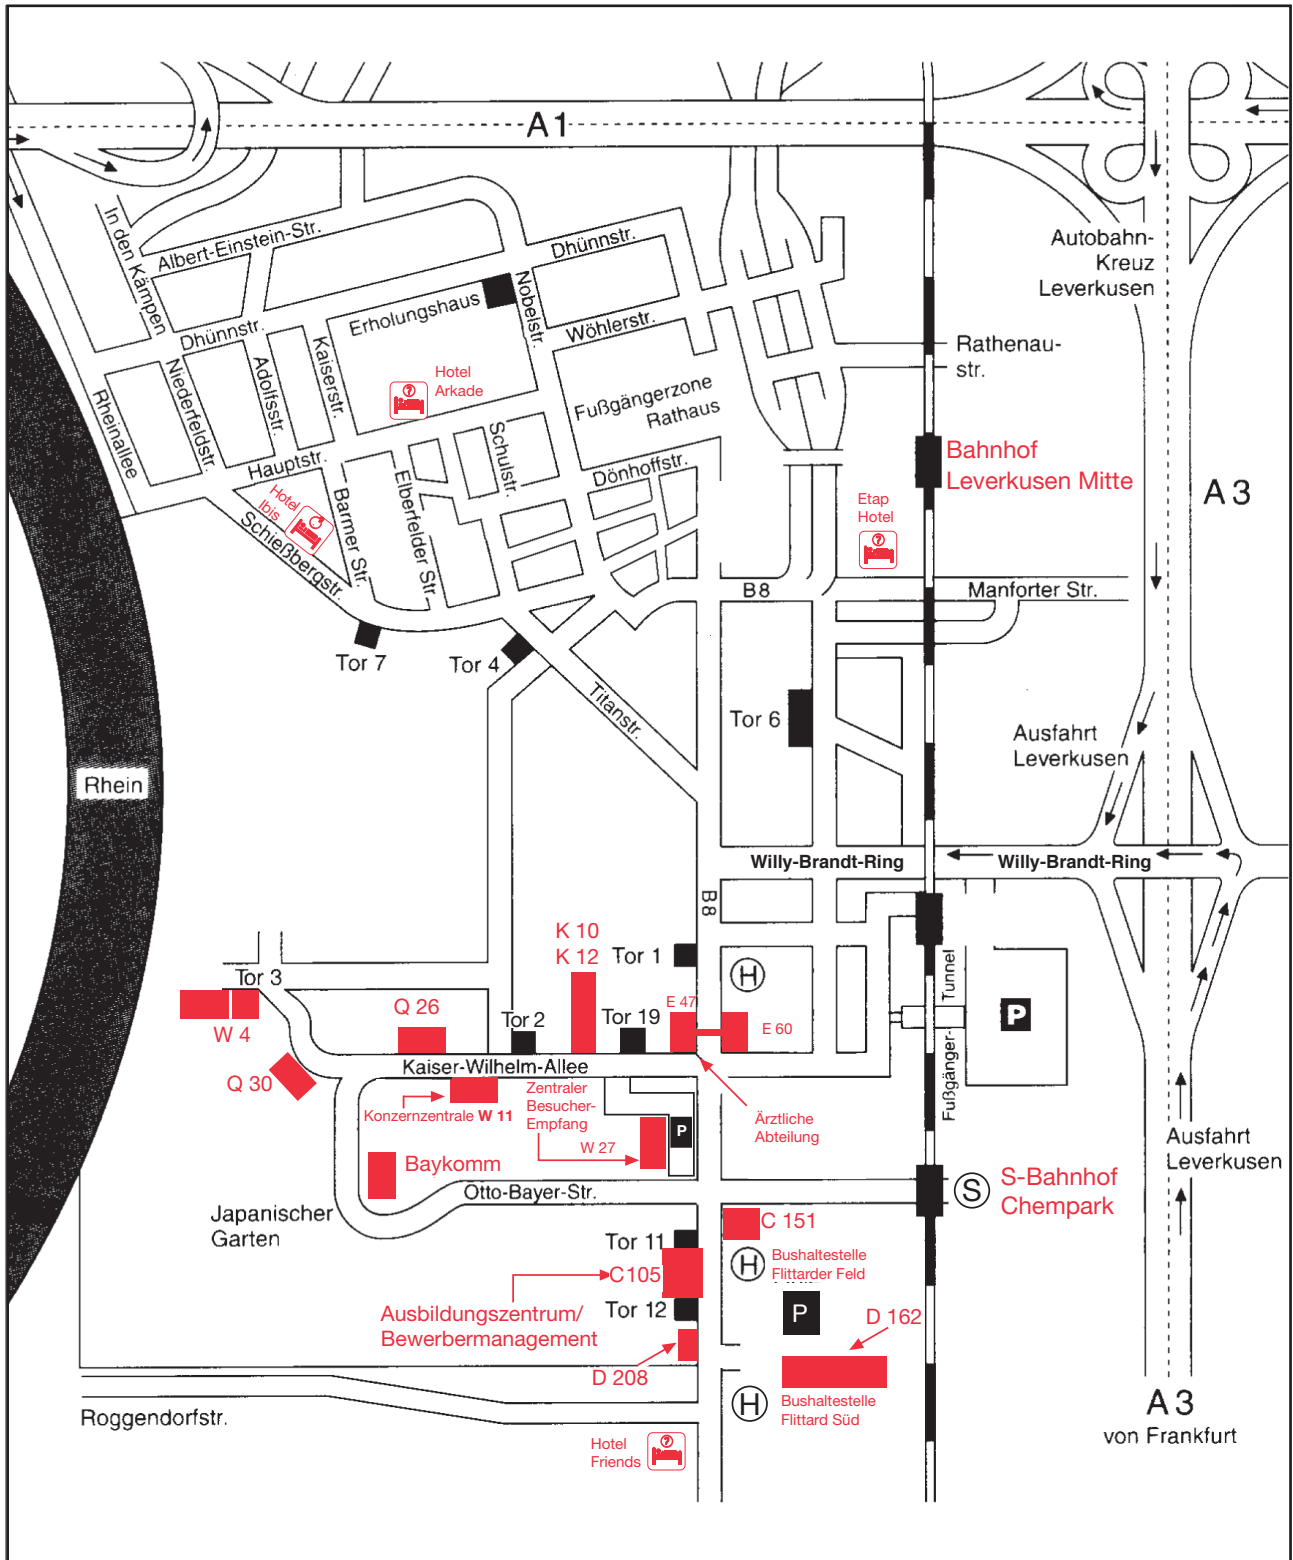 A1
In den Kämpen
Albert-Einstein-Str.
Dhünnstr.
Autobahn-
Kreuz
Leverkusen
Erholungshaus
Nobelstr.
Wöhlerstr.
Dhünnstr.
Rathenau-
str.
Kaiserstr.
Adolfsstr.
Niederfeldstr.
Rheinallee
Hotel
Arkade
Fußgängerzone
Rathaus
Hauptstr.
Schulstr.
Dönhoffstr.
Bahnhof
Leverkusen Mitte
A3
Elberfelder Str.
Barmer Str.
Hotel
Ibis
Schießbergstr.
Etap
Hotel
B8
Manforter Str.
Tor 7
Tor 4
Titanstr.
Tor 6
Ausfahrt
Leverkusen
Rhein
Willy-Brandt-Ring
Willy-Brandt-Ring
B8
K 10
K 12
Tor 1
H
Tor 3
W 4
Q 26
Tor 2
Tor 19
E 47
E 60
P
Fußgänger-Tunnel
Q 30
Kaiser-Wilhelm-Allee
Konzernzentrale W 11
Zentraler
Besucher-
Empfang
W 27
P
Ärztliche
Abteilung
Baykomm
Otto-Bayer-Str.
S
S-Bahnhof
Chempark
Ausfahrt
Leverkusen
Japanischer
Garten
C 151
Tor 11
H
Bushaltestelle
Flittarder Feld
C105
Ausbildungszentrum/
Bewerbermanagement
Tor 12
P
D 162
D 208
Roggendorfstr.
H
Bushaltestelle
Flittard Süd
A3
von Frankfurt
Hotel
Friends